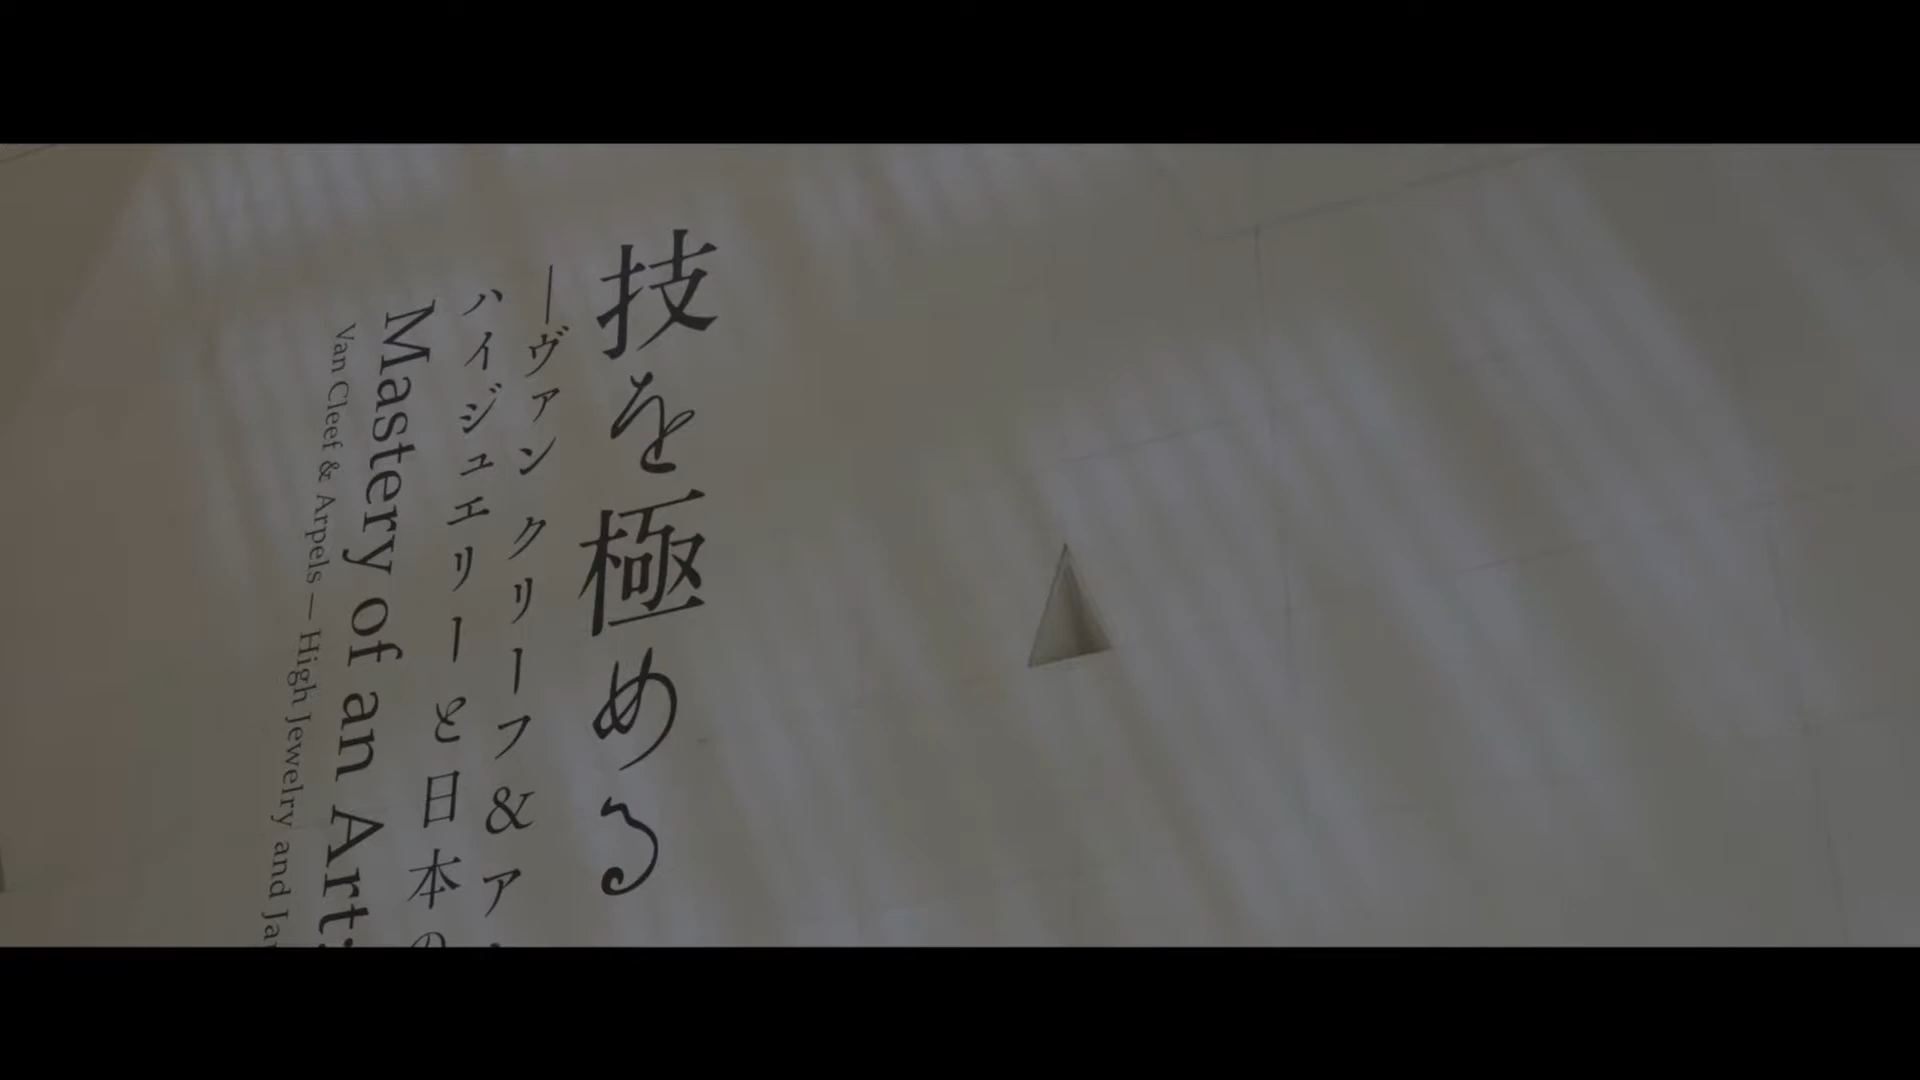 技を極める
―ヴァン クリーフ&ア
ハイジュエリーと日本の
Mastery of an Art:
Van Cleef & Arpels — High Jewelry and